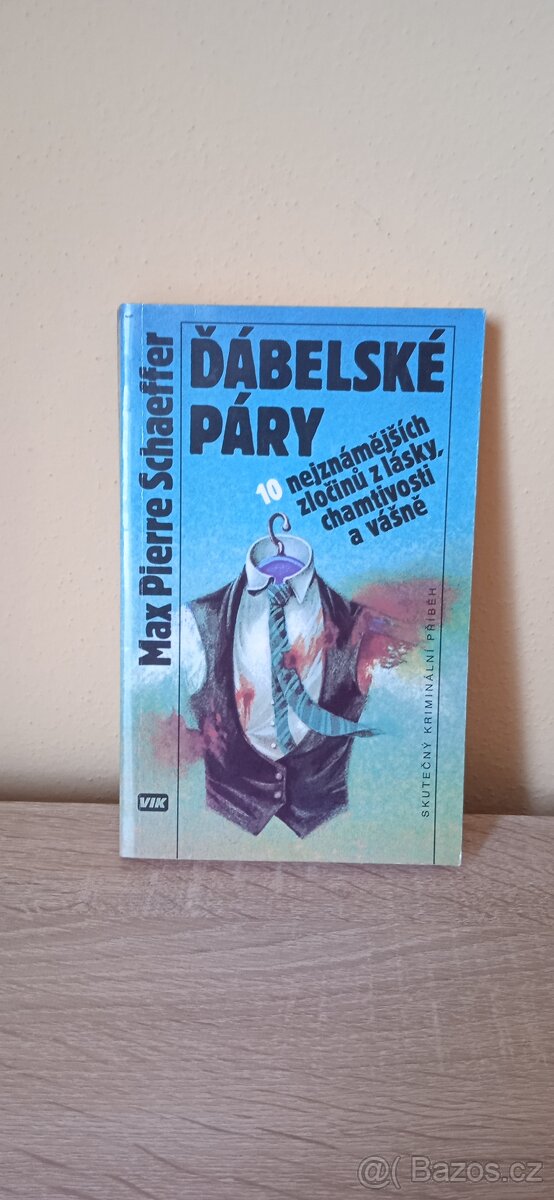 Max Pierre Schaeffer
ĎÁBELSKÉ
PÁRY
10 nejznámějších
zločinů z lásky,
chamtivosti
a vášně
SKUTEČNÝ KRIMINÁLNÍ PŘÍBĚH
VIK
@( Bazos.cz